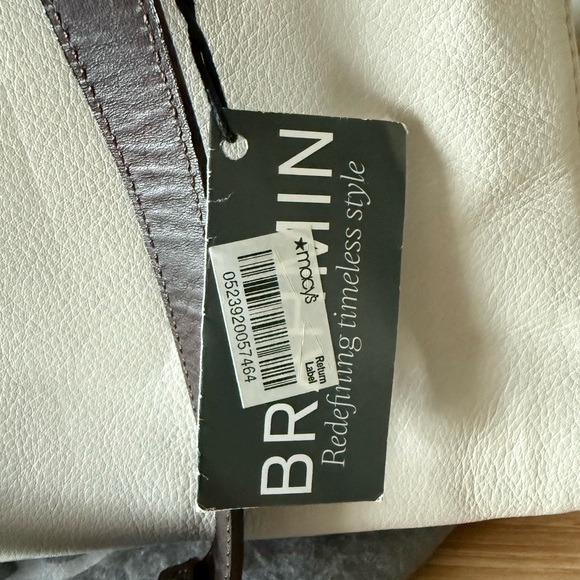 BR MIN
Redefining timeless style
★macy's
0523920057464
Return
Label